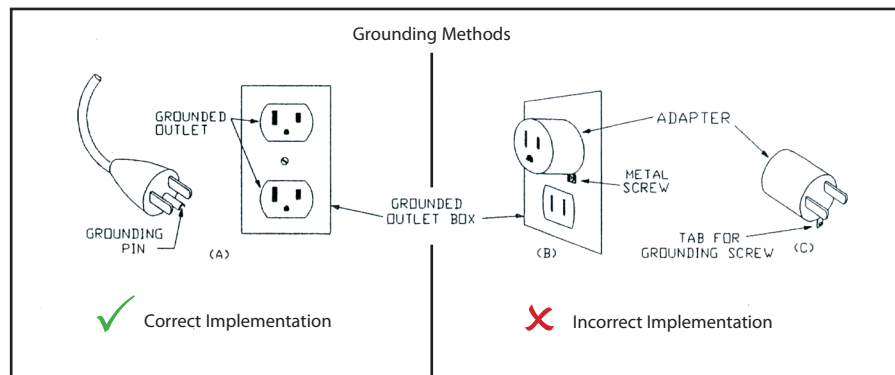 Grounding Methods
GROUNDED
OUTLET
GROUNDING
PIN
(A)
GROUNDED
OUTLET BOX
ADAPTER
METAL
SCREW
(B)
TAB FOR
GROUNDING SCREW
(C)
Correct Implementation
Incorrect Implementation